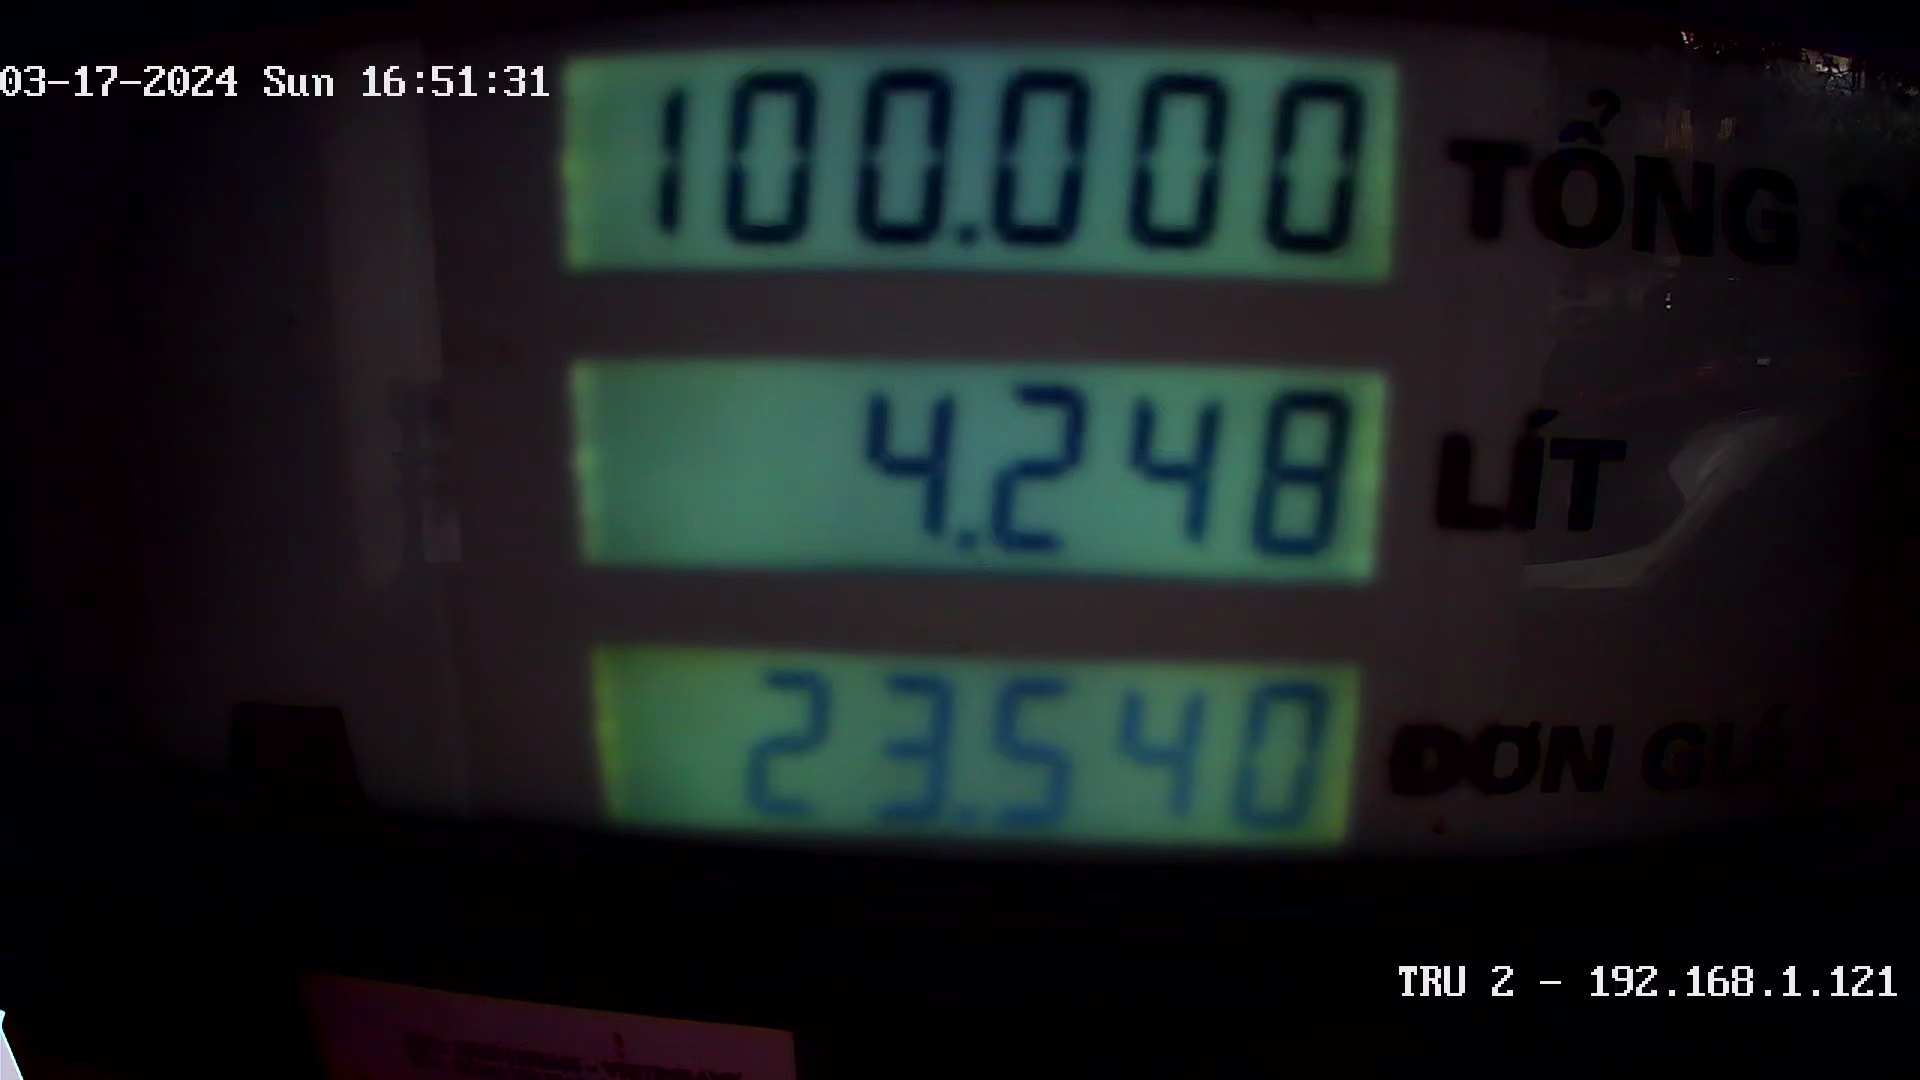 03-17-2024 Sun 16:51:31
100.000 TỔNG
4.248 LÍT
23.540 ĐƠN GIÁ
TRU 2 - 192.168.1.121